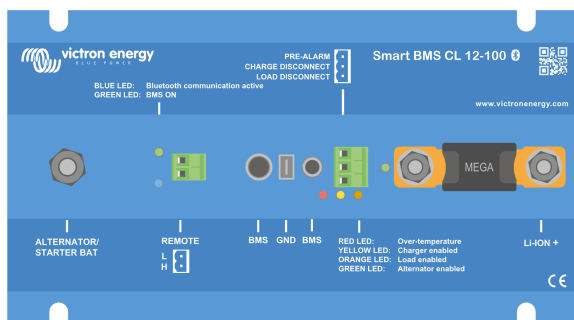 victron energy
BLUE POWER
PRE-ALARM
CHARGE DISCONNECT
LOAD DISCONNECT
Smart BMS CL 12-100
BLUE LED: Bluetooth communication active
GREEN LED: BMS ON
www.victronenergy.com
MEGA
ALTERNATOR/
STARTER BAT
REMOTE
L
H
BMS GND BMS
RED LED: Over-temperature
YELLOW LED: Charger enabled
ORANGE LED: Load enabled
GREEN LED: Alternator enabled
Li-ION +
CE